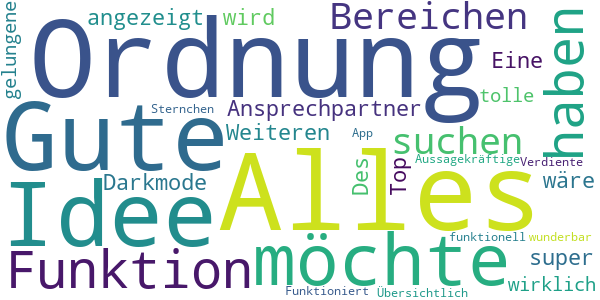 gelungene
angezeigt wird
Bereichen
haben
Ordnung
Eine
tolle
Sternchen
Ansprechpartner
Gute
Weiteren
App
suchen
Aussagekräftige
Verdiente
Des
Top
Darkmode
wäre
Idee
Alles
funktionell
wunderbar
möchte
Funktion
super
wirklich
Funktioniert
Übersichtlich